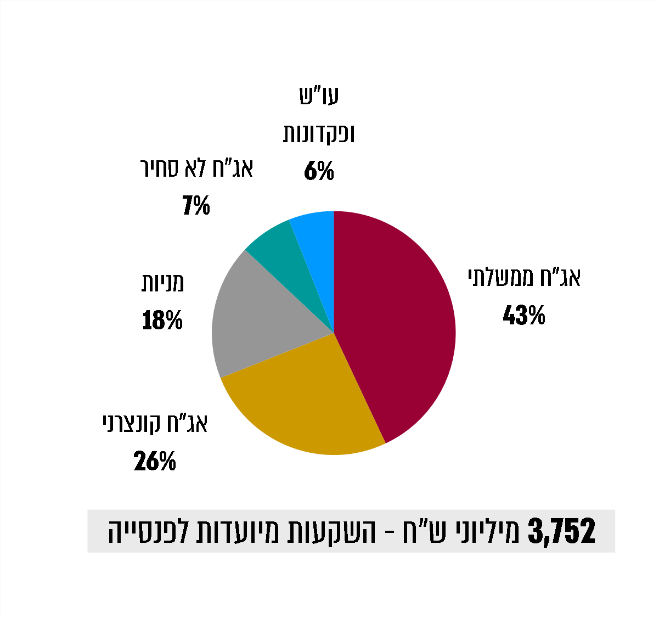 עו"ש
ופקדונות
6%
אג"ח לא סחיר
7%
מניות
18%
אג"ח ממשלתי
43%
אג"ח קונצרני
26%
3,752 מיליוני ש"ח - השקעות מיועדות לפנסייה